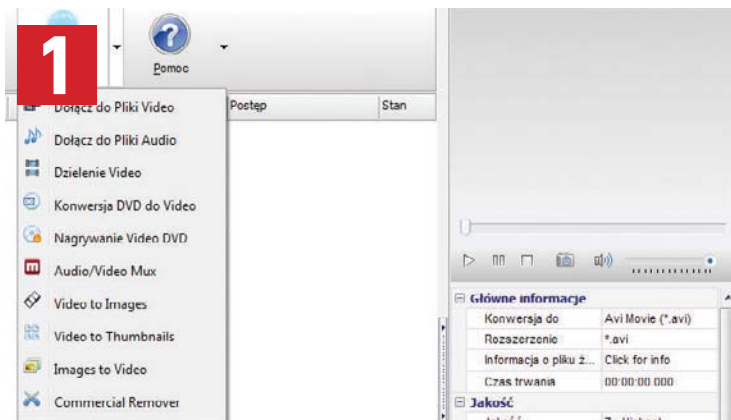 1
Pomoc
Dołącz do Pliki Video
Postęp
Stan
Dołącz do Pliki Audio
Dzielenie Video
Konwersja DVD do Video
Nagrywanie Video DVD
Audio/Video Mux
Video to Images
Video to Thumbnails
Images to Video
Commercial Remover
Główne informacje
Konwersja do Avi Movie (*.avi)
Rozszerzenie *.avi
Informacja o pliku ź... Click for info
Czas trwania 00:00:00.000
Jakość